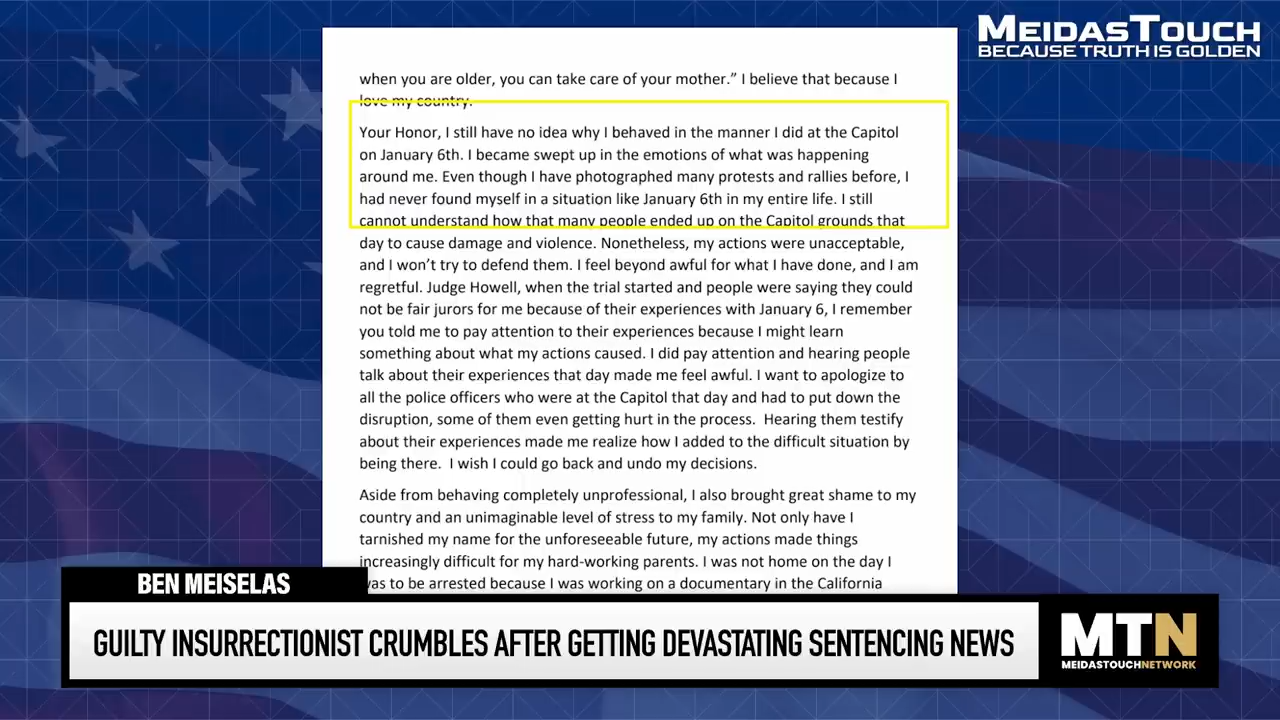 MEIDASTOUCH
BECAUSE TRUTH IS GOLDEN
when you are older, you can take care of your mother.” I believe that because I
love my country.
Your Honor, I still have no idea why I behaved in the manner I did at the Capitol
on January 6th. I became swept up in the emotions of what was happening
around me. Even though I have photographed many protests and rallies before, I
had never found myself in a situation like January 6th in my entire life. I still
cannot understand how that many people ended up on the Capitol grounds that
day to cause damage and violence. Nonetheless, my actions were unacceptable,
and I won’t try to defend them. I feel beyond awful for what I have done, and I am
regretful. Judge Howell, when the trial started and people were saying they could
not be fair jurors for me because of their experiences with January 6, I remember
you told me to pay attention to their experiences because I might learn
something about what my actions caused. I did pay attention and hearing people
talk about their experiences that day made me feel awful. I want to apologize to
all the police officers who were at the Capitol that day and had to put down the
disruption, some of them even getting hurt in the process.  Hearing them testify
about their experiences made me realize how I added to the difficult situation by
being there.  I wish I could go back and undo my decisions.
Aside from behaving completely unprofessional, I also brought great shame to my
country and an unimaginable level of stress to my family. Not only have I
tarnished my name for the unforeseeable future, my actions made things
increasingly difficult for my hard-working parents. I was not home on the day I
was to be arrested because I was working on a documentary in the California
BEN MEISELAS
GUILTY INSURRECTIONIST CRUMBLES AFTER GETTING DEVASTATING SENTENCING NEWS
MTN
MEIDASTOUCHNETWORK